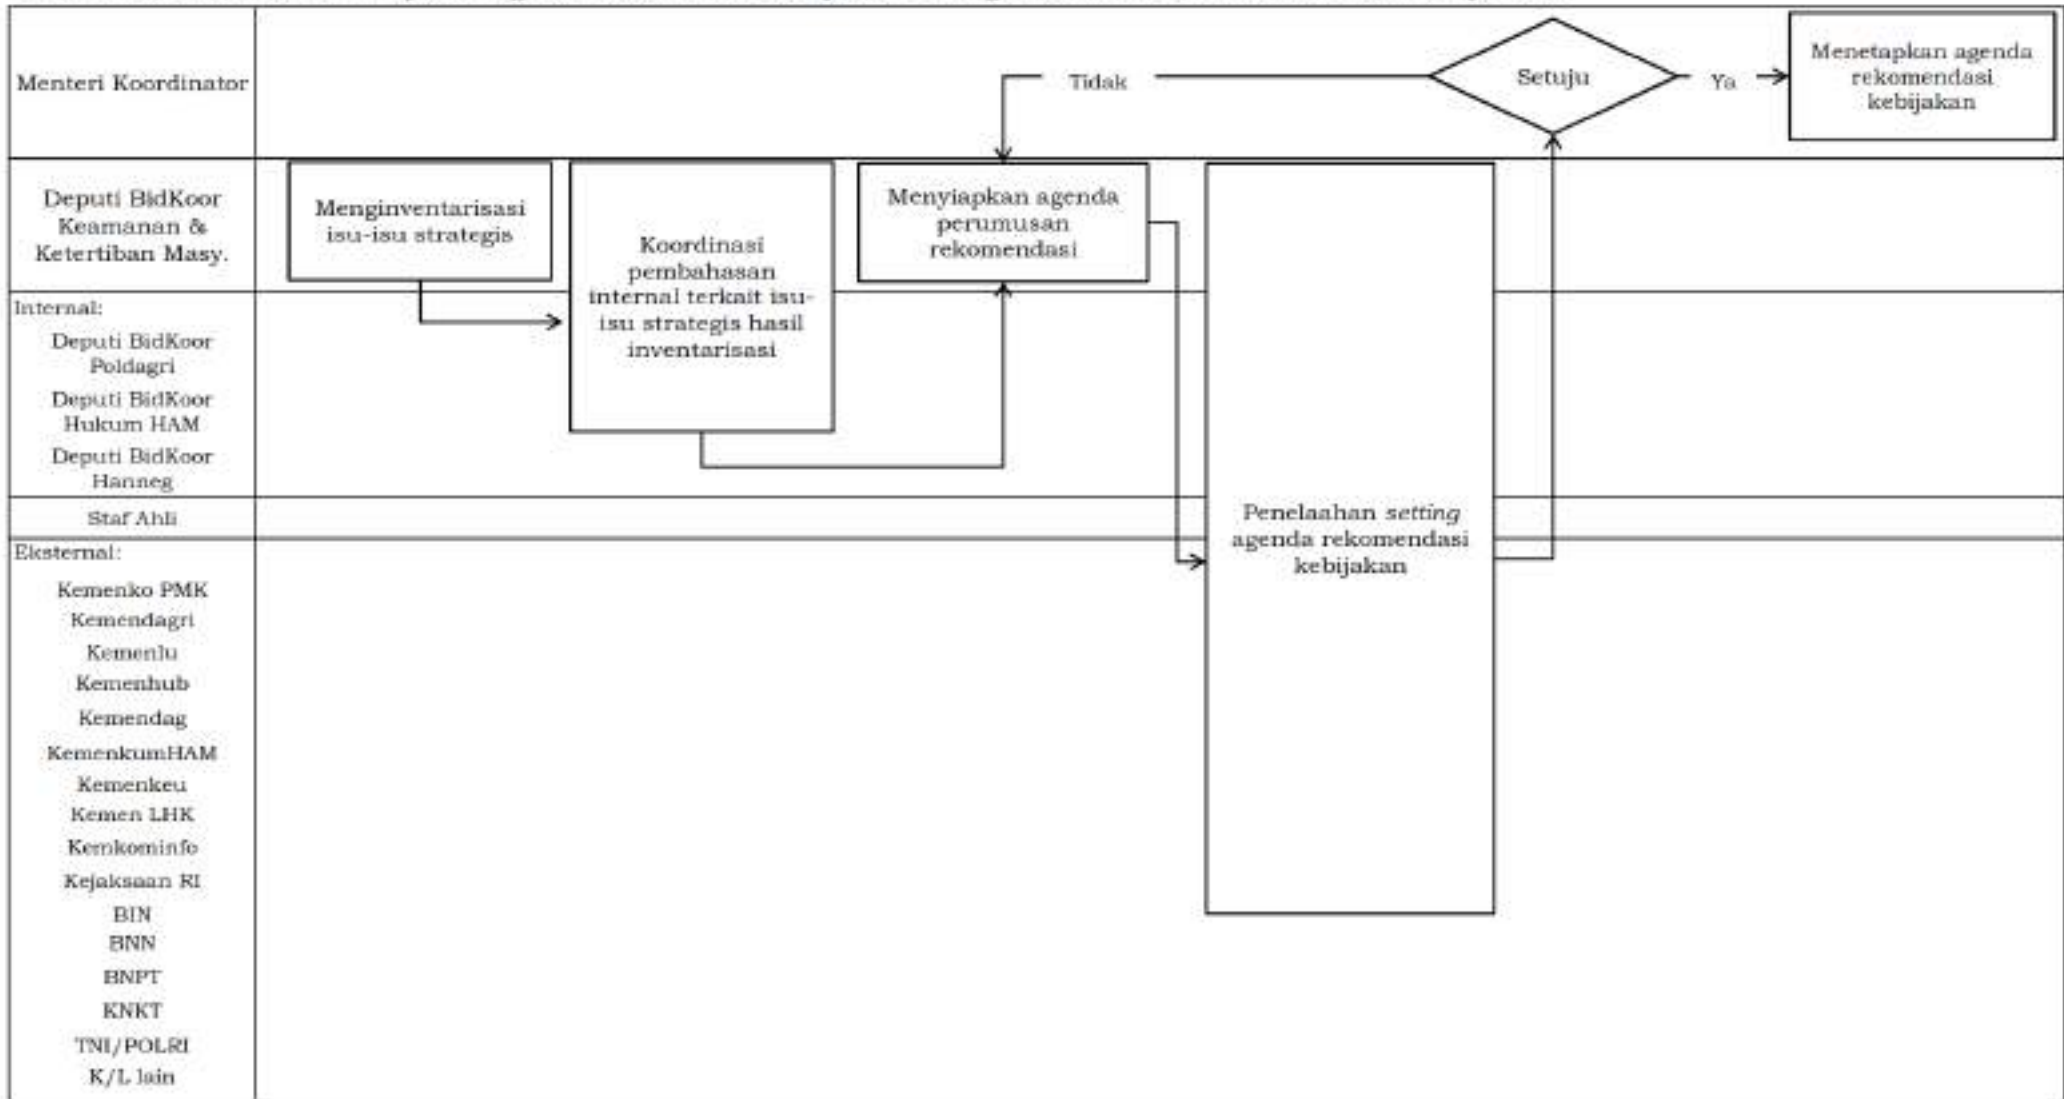 Menteri Koordinator
Tidak
Setuju
Ya
Menetapkan agenda
rekomendasi
kebijakan
Deputi BidKoor
Keamanan &
Ketertiban Masy.
Menginventarisasi
isu-isu strategis
Koordinasi
pembahasan
internal terkait isu-
isu strategis hasil
inventarisasi
Menyiapkan agenda
perumusan
rekomendasi
Penelaahan setting
agenda rekomendasi
kebijakan
Internal:
Deputi BidKoor
Poldagri
Deputi BidKoor
Hukum HAM
Deputi BidKoor
Hanneg
Staf Ahli
Eksternal:
Kemenko PMK
Kemendagri
Kemenlu
Kemenhub
Kemendag
KemenkumHAM
Kemenkeu
Kemen LHK
Kemkominfo
Kejaksaan RI
BIN
BNN
BNPT
KNKT
TNI/POLRI
K/L lain